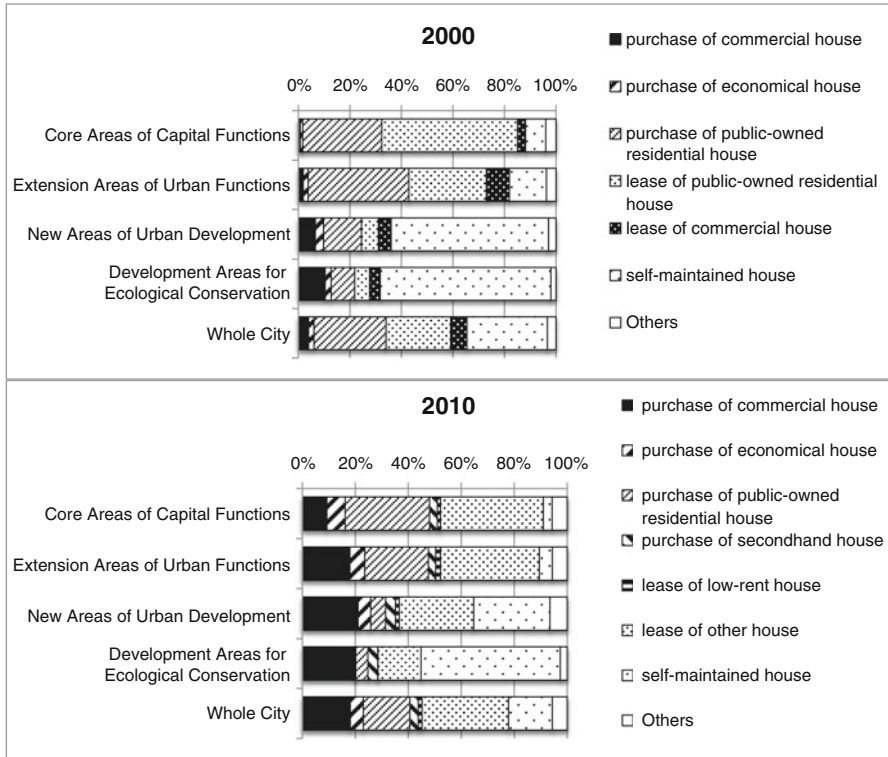 2000
0% 20% 40% 60% 80% 100%
Core Areas of Capital Functions
Extension Areas of Urban Functions
New Areas of Urban Development
Development Areas for
Ecological Conservation
Whole City
purchase of commercial house
purchase of economical house
purchase of public-owned
residential house
lease of public-owned residential
house
lease of commercial house
self-maintained house
Others
2010
0% 20% 40% 60% 80% 100%
Core Areas of Capital Functions
Extension Areas of Urban Functions
New Areas of Urban Development
Development Areas for
Ecological Conservation
Whole City
purchase of commercial house
purchase of economical house
purchase of public-owned
residential house
purchase of secondhand house
lease of low-rent house
lease of other house
self-maintained house
Others